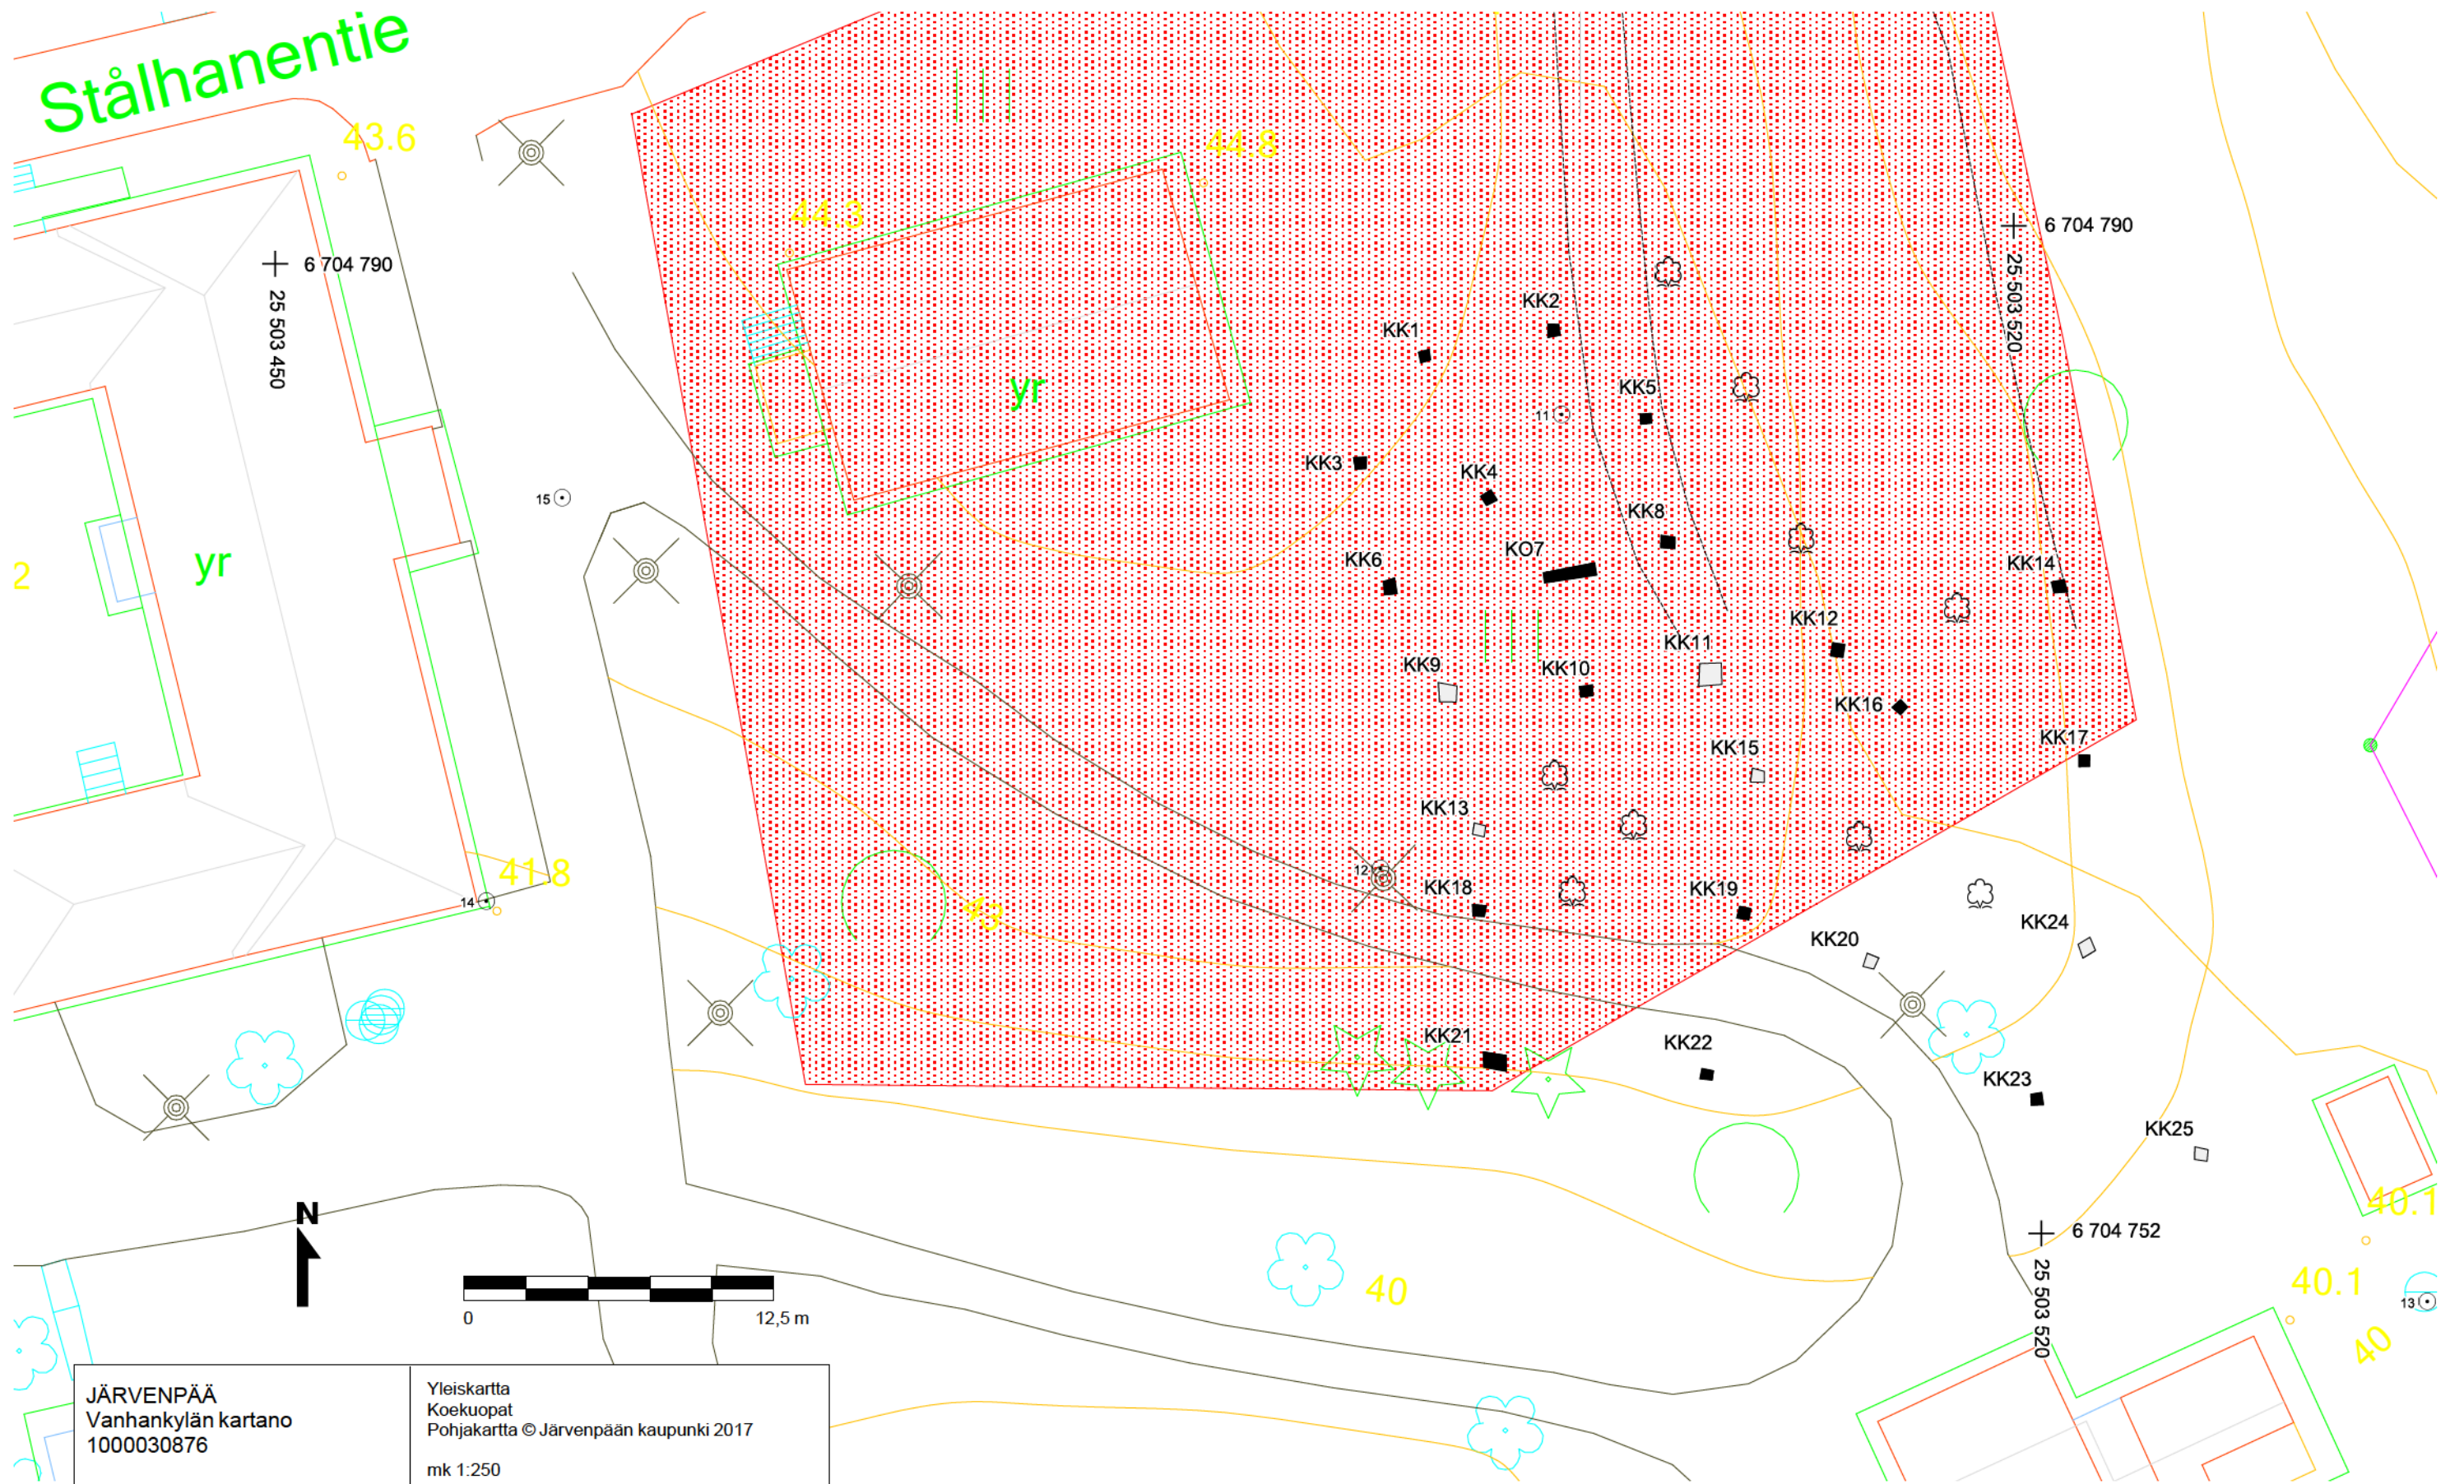 Stålhanentie
43.6
44.8
44.3
6 704 790
25 503 450
6 704 790
25 503 520
KK2
KK1
yr
KK5
11
KK3
KK4
15
KK8
KO7
KK6
yr
2
KK14
KK12
KK11
KK9
KK10
KK16
KK17
KK15
KK13
41.8
14
12
KK18
KK19
43
KK20
KK24
KK21
KK22
KK23
KK25
N
40.1
6 704 752
25 503 520
40
40.1
13
40
0
12,5 m
JÄRVENPÄÄ
Vanhankylän kartano
1000030876
Yleiskartta
Koekuopat
Pohjakartta © Järvenpään kaupunki 2017
mk 1:250